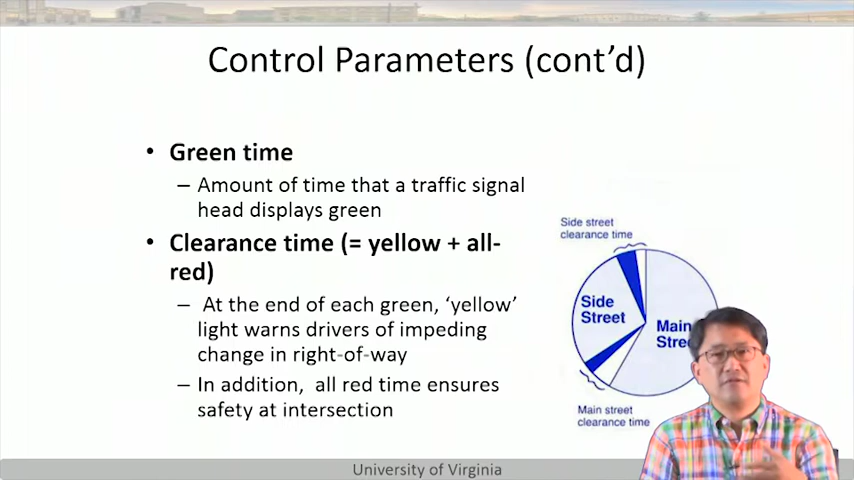 Control Parameters (cont’d)
• Green time
– Amount of time that a traffic signal
head displays green
• Clearance time (= yellow + all-
red)
– At the end of each green, ‘yellow’
light warns drivers of impeding
change in right-of-way
– In addition, all red time ensures
safety at intersection
Side street
clearance time
Side
Street
Main
Stre
Main street
clearance time
University of Virginia